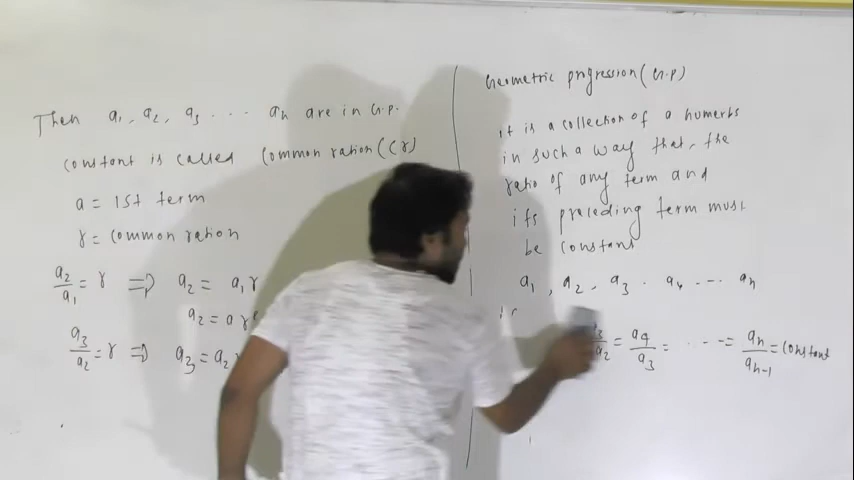 Then a₁, a₂, a₃ . . . . aₙ are in G.P.
constant is called common ration((r)
a = 1st term
r = common ration
a₂/a₁ = r ⟹ a₂ = a₁r
a₂ = ar
a₃/a₂ = r ⟹ a₃ = a₂
Geometric progression(G.P)
it is a collection of a numerbs
in such a way that, the
ratio of any term and
its preceding term must
be constant
a₁, a₂, a₃ . a₄ . . . . aₙ
a₃/a₂ = a₄/a₃ = . . . . = aₙ/aₙ₋₁ = constant